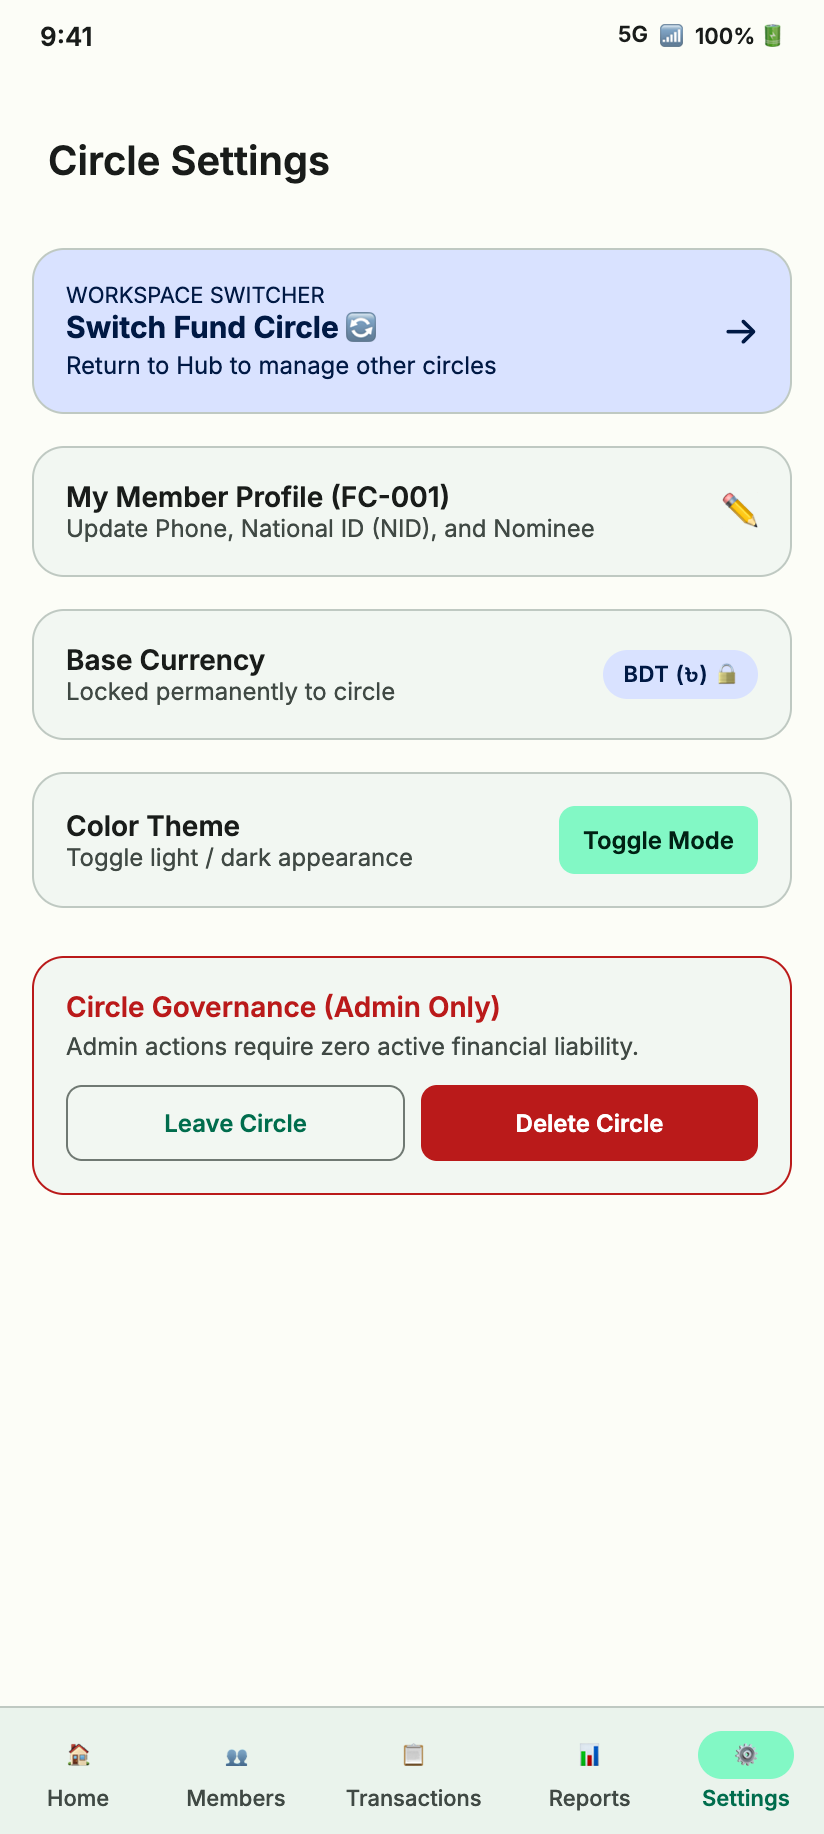 9:41
5G 📶 100% 🔋
Circle Settings
WORKSPACE SWITCHER
Switch Fund Circle 🔄
Return to Hub to manage other circles
→
My Member Profile (FC-001)
Update Phone, National ID (NID), and Nominee
✏️
Base Currency
Locked permanently to circle
BDT (৳) 🔒
Color Theme
Toggle light / dark appearance
Toggle Mode
Circle Governance (Admin Only)
Admin actions require zero active financial liability.
Leave Circle
Delete Circle
Home
Members
Transactions
Reports
Settings